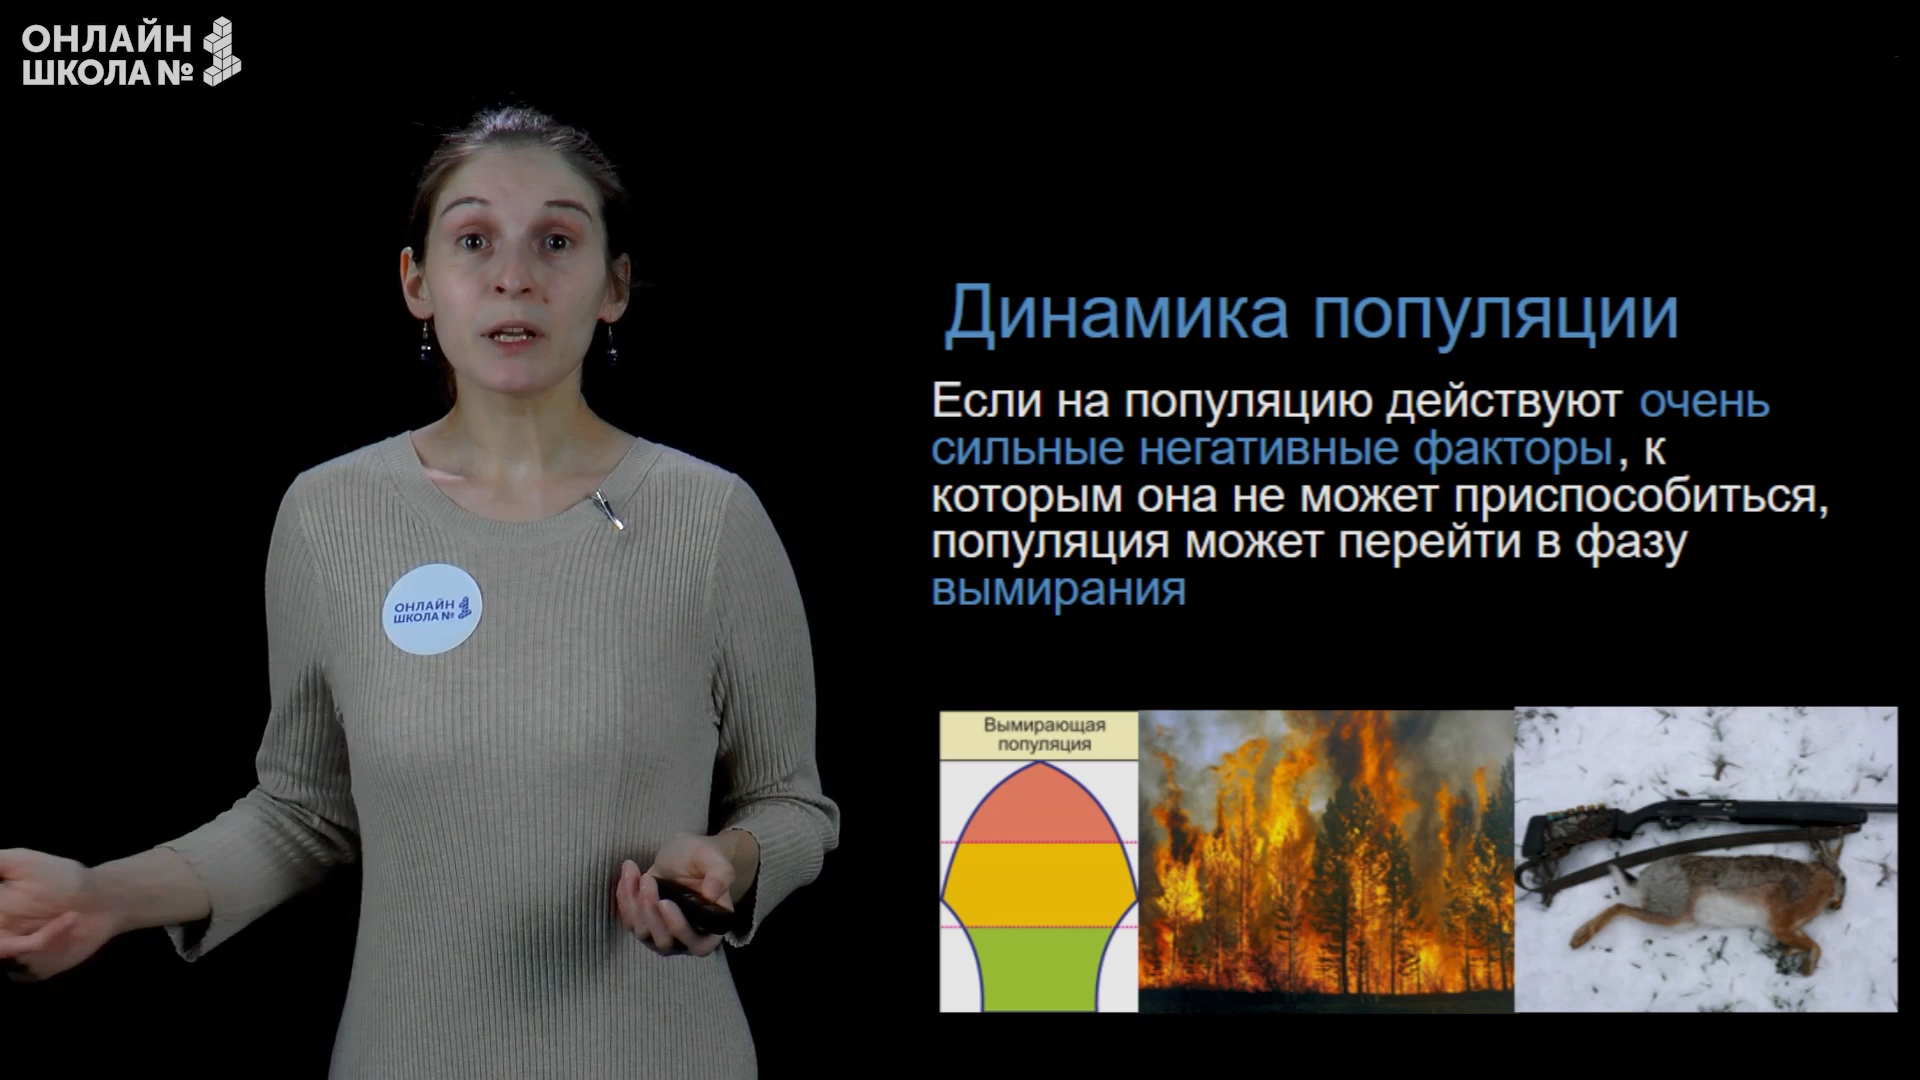 ОНЛАЙН
ШКОЛА №
Динамика популяции
Если на популяцию действуют очень
сильные негативные факторы, к
которым она не может приспособиться,
популяция может перейти в фазу
вымирания
ОНЛАЙН
ШКОЛА №
Вымирающая
популяция